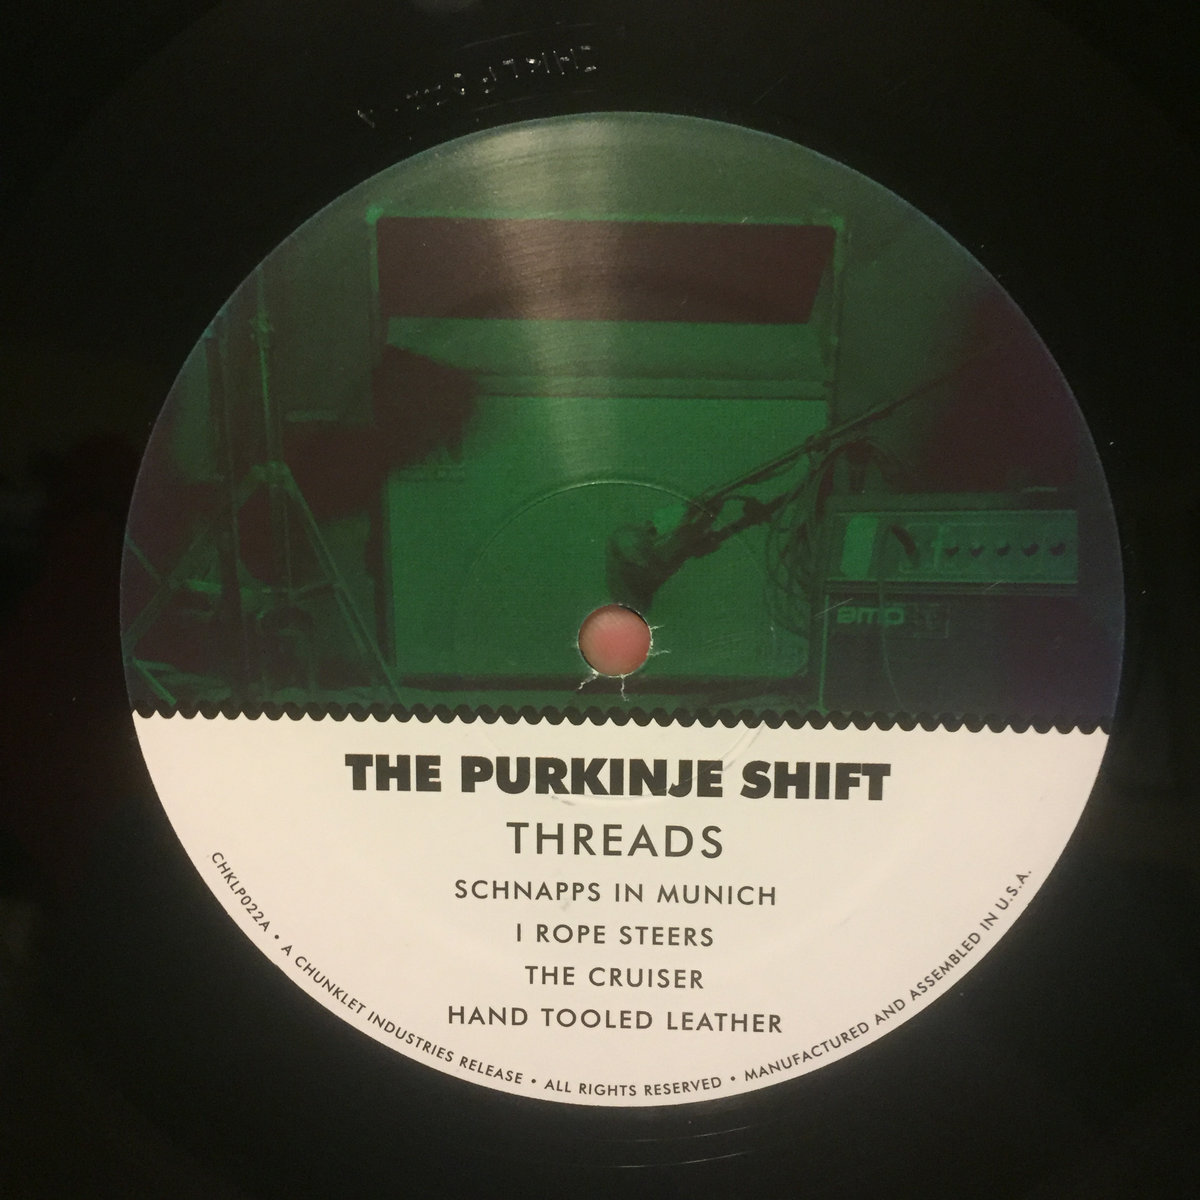 THE PURKINJE SHIFT
THREADS
SCHNAPPS IN MUNICH
I ROPE STEERS
THE CRUISER
HAND TOOLED LEATHER
CHKLP022A • A CHUNKLET INDUSTRIES RELEASE • ALL RIGHTS RESERVED • MANUFACTURED AND ASSEMBLED IN U.S.A.